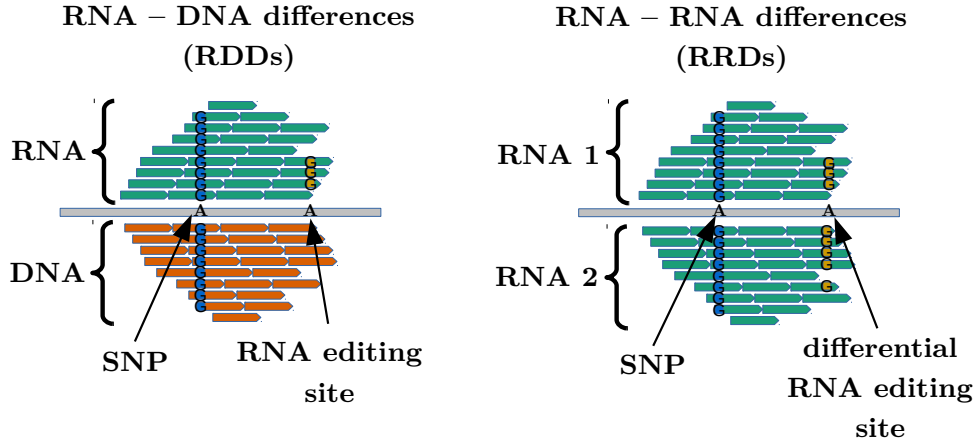 RNA – DNA differences
(RDDs)
RNA
G
G
G
G
G G
G G
G G
G
A A
G
G
G
G
G
G
G
G
DNA
SNP
RNA editing
site
RNA – RNA differences
(RRDs)
RNA 1
G
G
G
G
G G
G G
G G
G
A A
G G
G G
G G
G G
G
G G
G
G
RNA 2
SNP
differential
RNA editing
site